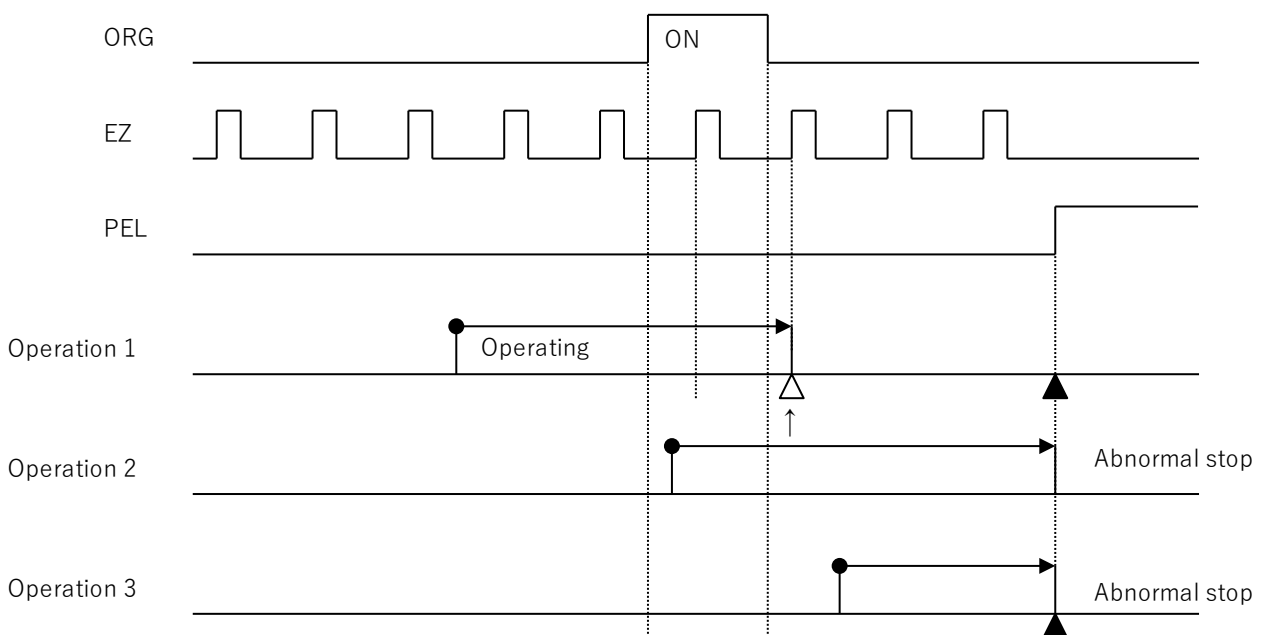 ORG
ON
EZ
PEL
Operation 1
Operating
↑
Operation 2
Abnormal stop
Operation 3
Abnormal stop